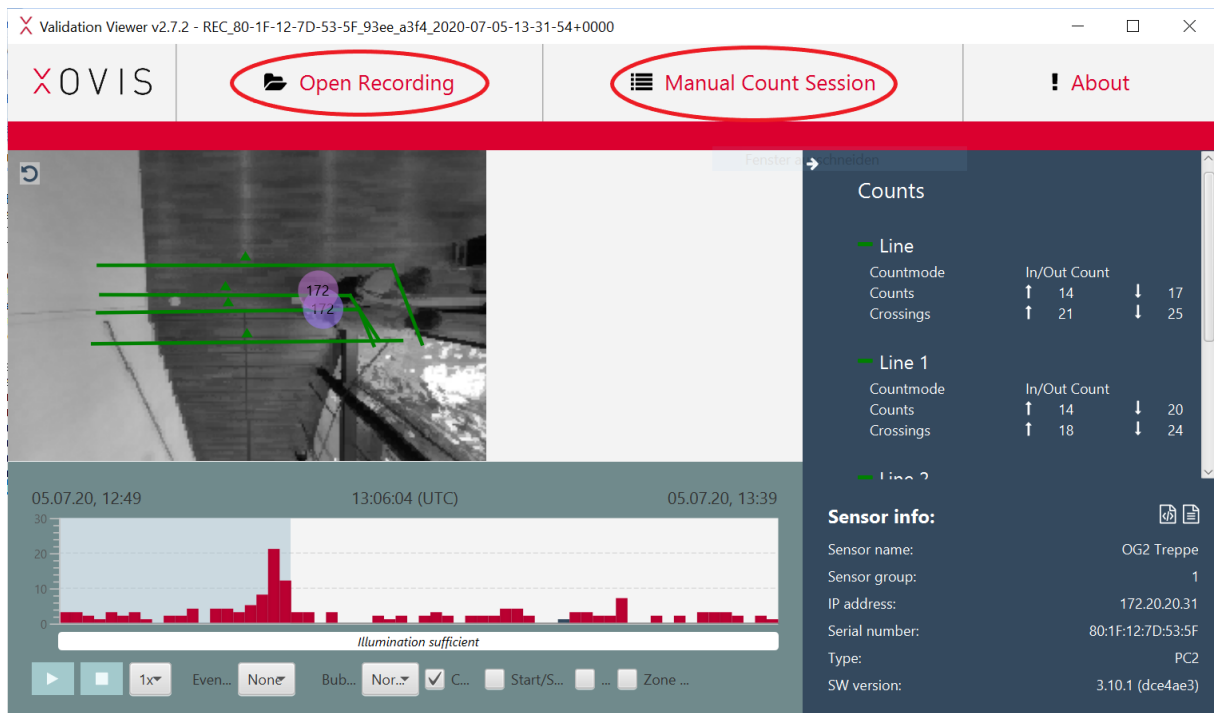 Validation Viewer v2.7.2 - REC_80-1F-12-7D-53-5F_93ee_a3f4_2020-07-05-13-31-54+0000
XOVIS
Open Recording
Manual Count Session
! About
172
172
Counts
Line
Countmode In/Out Count
Counts 14 17
Crossings 21 25
Line 1
Countmode In/Out Count
Counts 14 20
Crossings 18 24
Line 2
05.07.20, 12:49 13:06:04 (UTC) 05.07.20, 13:39
30
20
10
0
Illumination sufficient
1x Even... None Bub... Nor... C... Start/S... ... Zone ...
Sensor info:
Sensor name: OG2 Treppe
Sensor group: 1
IP address: 172.20.20.31
Serial number: 80:1F:12:7D:53:5F
Type: PC2
SW version: 3.10.1 (dce4ae3)